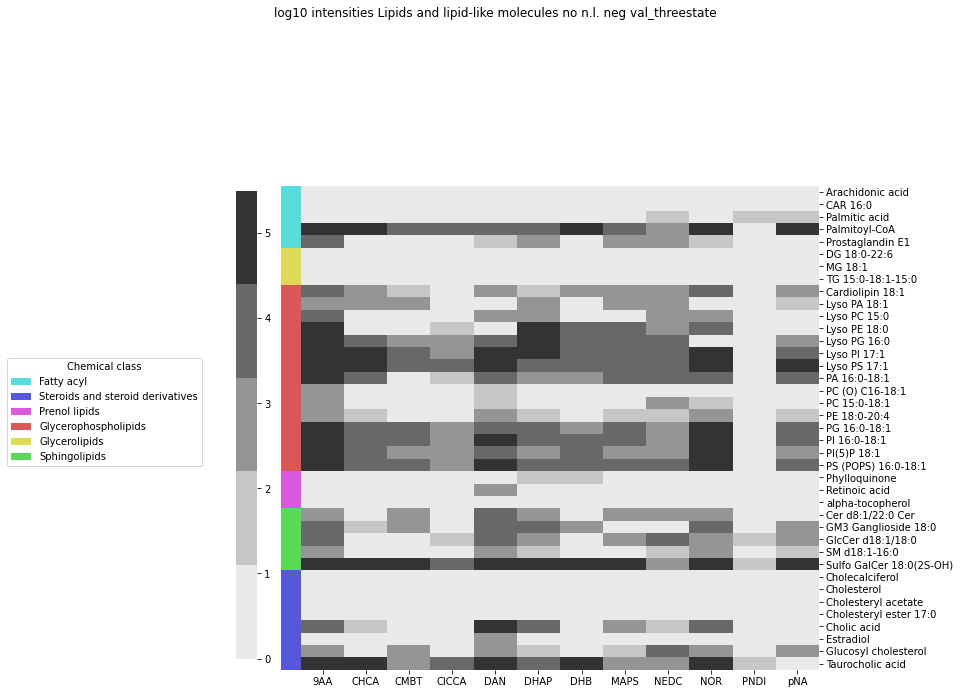 log10 intensities Lipids and lipid-like molecules no n.l. neg val_threestate
5
4
3
2
1
0
Chemical class
Fatty acyl
Steroids and steroid derivatives
Prenol lipids
Glycerophospholipids
Glycerolipids
Sphingolipids
Arachidonic acid
CAR 16:0
Palmitic acid
Palmitoyl-CoA
Prostaglandin E1
DG 18:0-22:6
MG 18:1
TG 15:0-18:1-15:0
Cardiolipin 18:1
Lyso PA 18:1
Lyso PC 15:0
Lyso PE 18:0
Lyso PG 16:0
Lyso PI 17:1
Lyso PS 17:1
PA 16:0-18:1
PC (O) C16-18:1
PC 15:0-18:1
PE 18:0-20:4
PG 16:0-18:1
PI 16:0-18:1
PI(5)P 18:1
PS (POPS) 16:0-18:1
Phylloquinone
Retinoic acid
alpha-tocopherol
Cer d8:1/22:0 Cer
GM3 Ganglioside 18:0
GlcCer d18:1/18:0
SM d18:1-16:0
Sulfo GalCer 18:0(2S-OH)
Cholecalciferol
Cholesterol
Cholesteryl acetate
Cholesteryl ester 17:0
Cholic acid
Estradiol
Glucosyl cholesterol
Taurocholic acid
9AA CHCA CMBT ClCCA DAN DHAP DHB MAPS NEDC NOR PNDI pNA